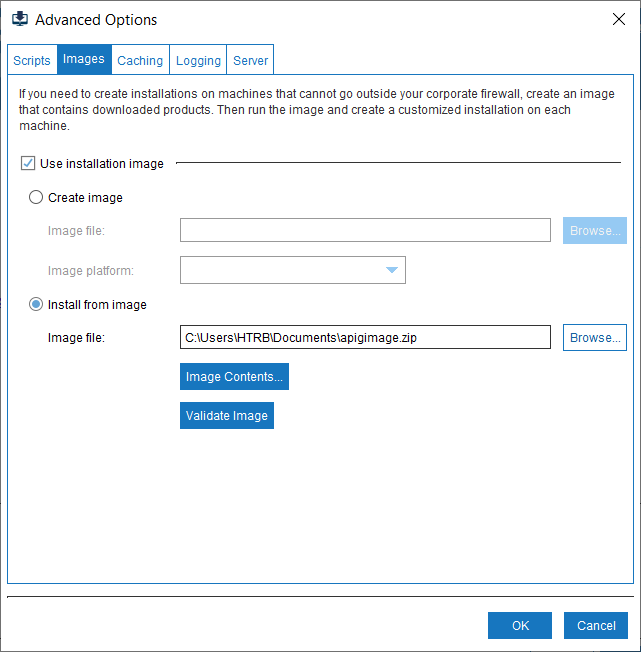 Advanced Options
Scripts Images Caching Logging Server
If you need to create installations on machines that cannot go outside your corporate firewall, create an image
that contains downloaded products. Then run the image and create a customized installation on each
machine.
Use installation image
Create image
Image file: Browse...
Image platform:
Install from image
Image file: C:\Users\HTRB\Documents\apigimage.zip Browse...
Image Contents...
Validate Image
OK Cancel